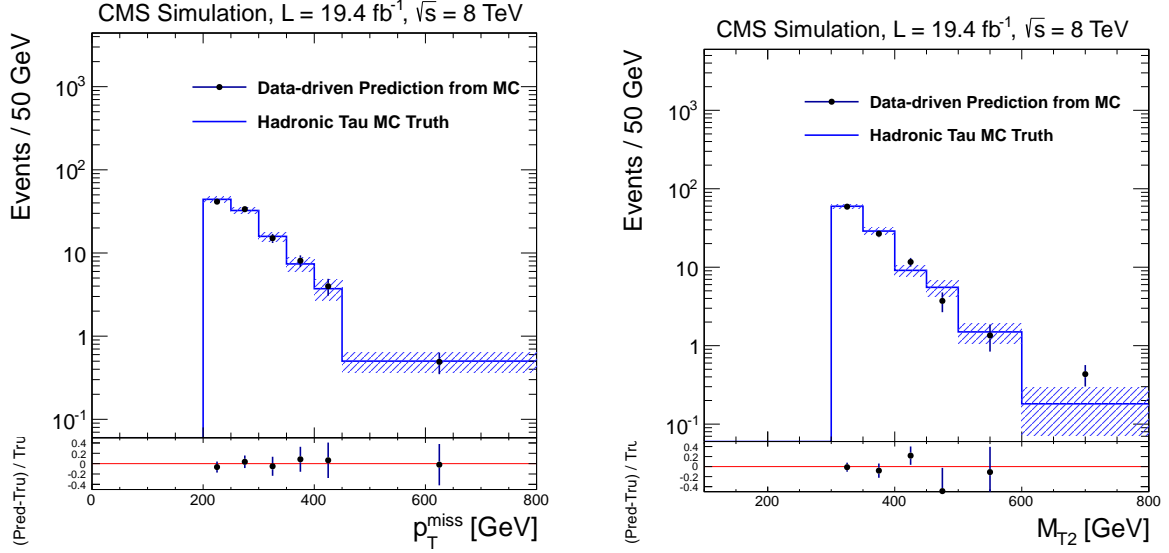 CMS Simulation, L = 19.4 fb⁻¹, √s = 8 TeV
Events / 50 GeV
10³
10²
10
1
10⁻¹
Data-driven Prediction from MC
Hadronic Tau MC Truth
(Pred-Tru) / Tru
0.4
0.2
0
-0.2
-0.4
0 200 400 600 800
p_T^miss [GeV]
CMS Simulation, L = 19.4 fb⁻¹, √s = 8 TeV
Events / 50 GeV
10³
10²
10
1
10⁻¹
Data-driven Prediction from MC
Hadronic Tau MC Truth
(Pred-Tru) / Tru
0.4
0.2
0
-0.2
-0.4
200 400 600 800
M_T2 [GeV]